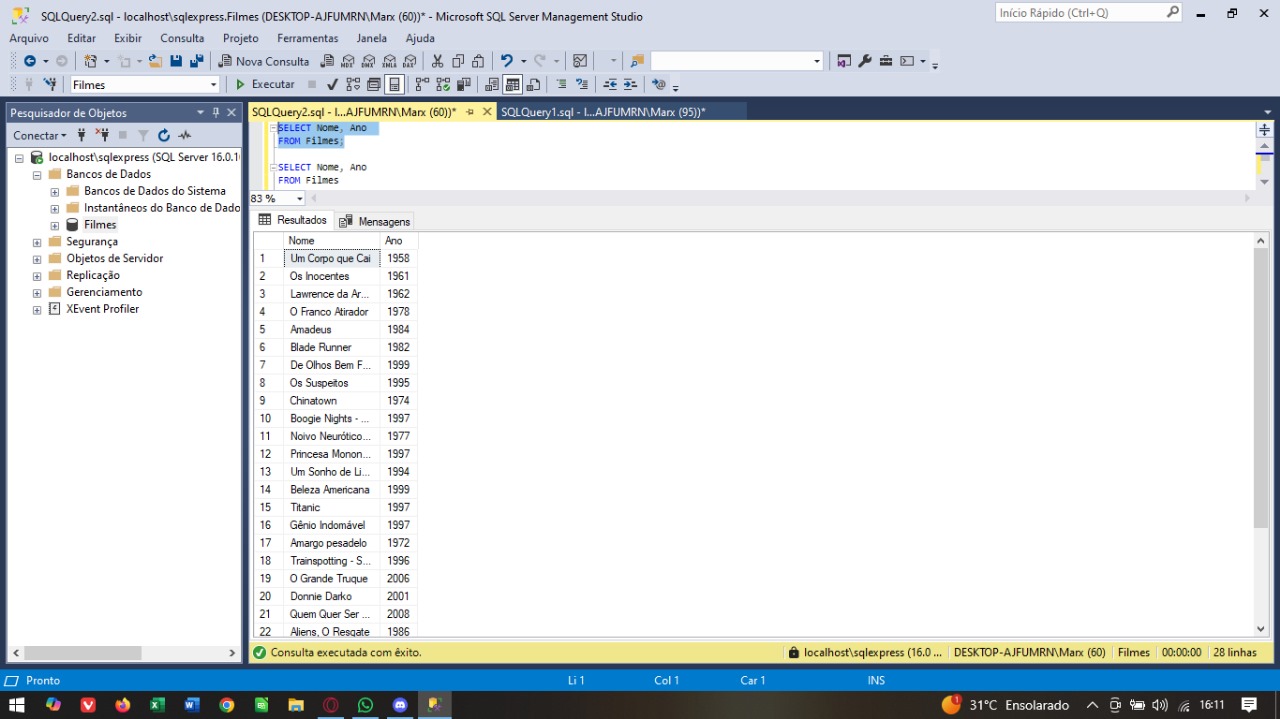 SQLQuery2.sql - localhost\sqlexpress.Filmes (DESKTOP-AJFUMRN\Marx (60))* - Microsoft SQL Server Management Studio
Início Rápido (Ctrl+Q)
Arquivo Editar Exibir Consulta Projeto Ferramentas Janela Ajuda
Nova Consulta
Filmes Executar
Pesquisador de Objetos
SQLQuery2.sql - l...AJFUMRN\Marx (60))* SQLQuery1.sql - l...AJFUMRN\Marx (95))*
Conectar
localhost\sqlexpress (SQL Server 16.0.1
Bancos de Dados
Bancos de Dados do Sistema
Instantâneos do Banco de Dado
Filmes
Segurança
Objetos de Servidor
Replicação
Gerenciamento
XEvent Profiler
SELECT Nome, Ano
FROM Filmes;
SELECT Nome, Ano
FROM Filmes
83 %
Resultados Mensagens
Nome Ano
1 Um Corpo que Cai 1958
2 Os Inocentes 1961
3 Lawrence da Ar... 1962
4 O Franco Atirador 1978
5 Amadeus 1984
6 Blade Runner 1982
7 De Olhos Bem F... 1999
8 Os Suspeitos 1995
9 Chinatown 1974
10 Boogie Nights - ... 1997
11 Noivo Neurótico... 1977
12 Princesa Monon... 1997
13 Um Sonho de Li... 1994
14 Beleza Americana 1999
15 Titanic 1997
16 Gênio Indomável 1997
17 Amargo pesadelo 1972
18 Trainspotting - S... 1996
19 O Grande Truque 2006
20 Donnie Darko 2001
21 Quem Quer Ser ... 2008
22 Aliens, O Resgate 1986
Consulta executada com êxito. localhost\sqlexpress (16.0 ... DESKTOP-AJFUMRN\Marx (60) Filmes 00:00:00 28 linhas
Pronto Li 1 Col 1 Car 1 INS
1 31°C Ensolarado 16:11